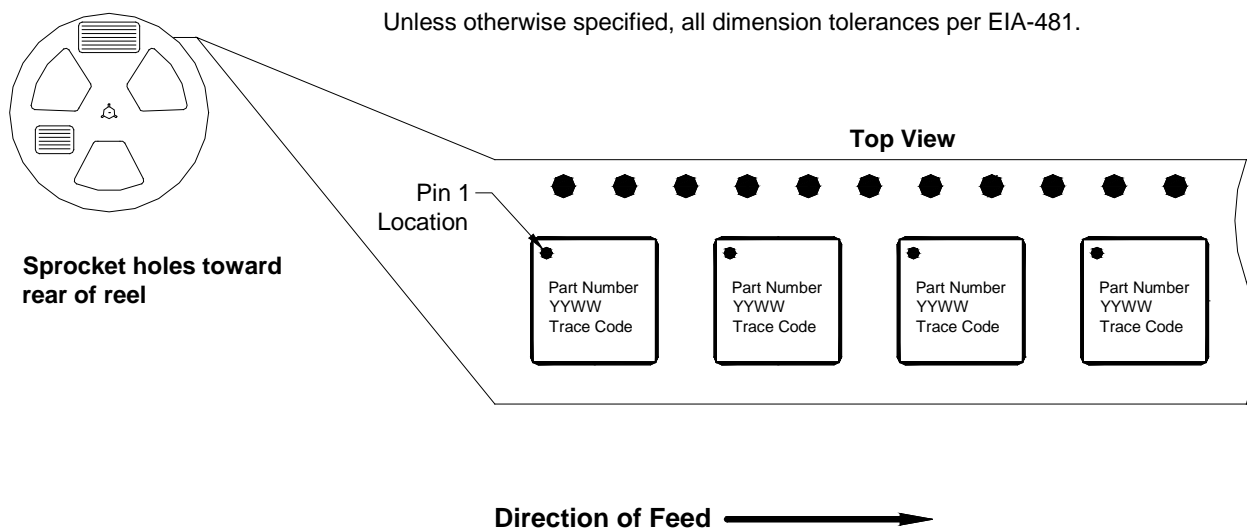 Unless otherwise specified, all dimension tolerances per EIA-481.
Top View
Pin 1
Location
Sprocket holes toward
rear of reel
Part Number
YYWW
Trace Code
Part Number
YYWW
Trace Code
Part Number
YYWW
Trace Code
Part Number
YYWW
Trace Code
Direction of Feed